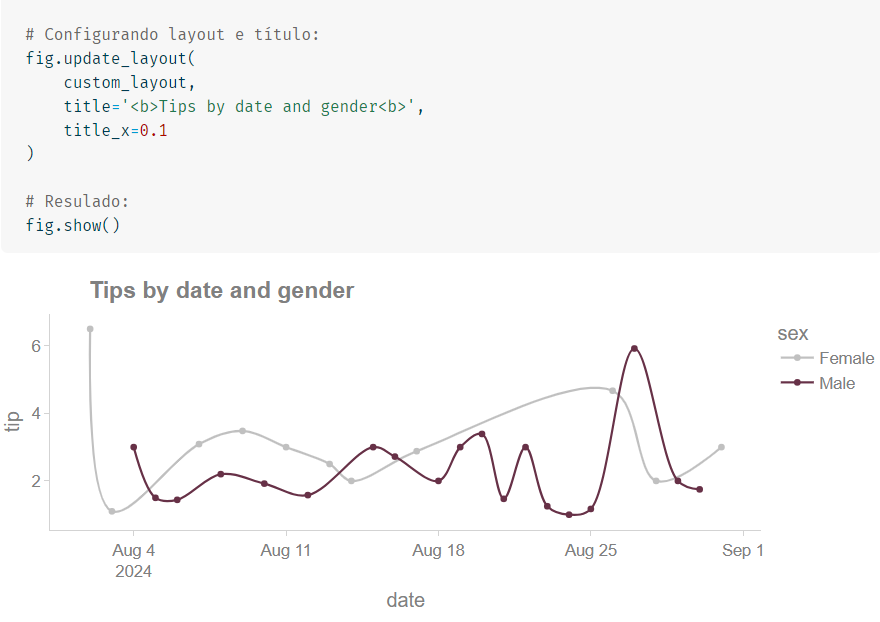 # Configurando layout e título:
fig.update_layout(
    custom_layout,
    title='<b>Tips by date and gender<b>',
    title_x=0.1
)
# Resulado:
fig.show()
Tips by date and gender
sex
Female
Male
6
4
2
tip
Aug 4
2024
Aug 11
Aug 18
Aug 25
Sep 1
date